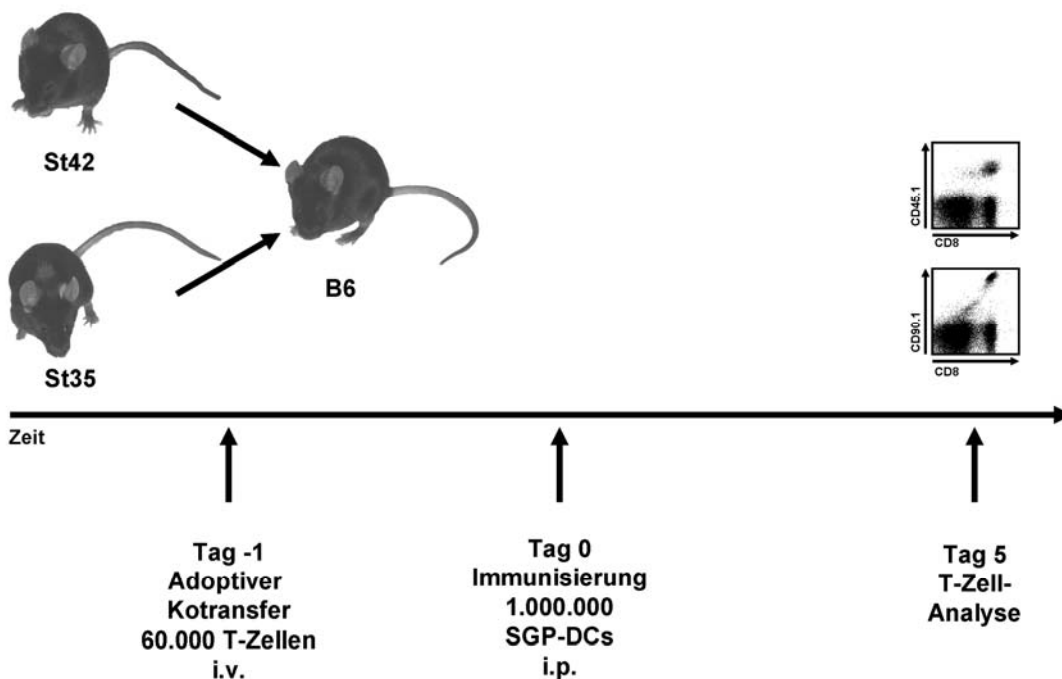 St42
St35
B6
CD45.1
CD8
CD90.1
CD8
Zeit
Tag -1
Adoptiver
Kotransfer
60.000 T-Zellen
i.v.
Tag 0
Immunisierung
1.000.000
SGP-DCs
i.p.
Tag 5
T-Zell-
Analyse